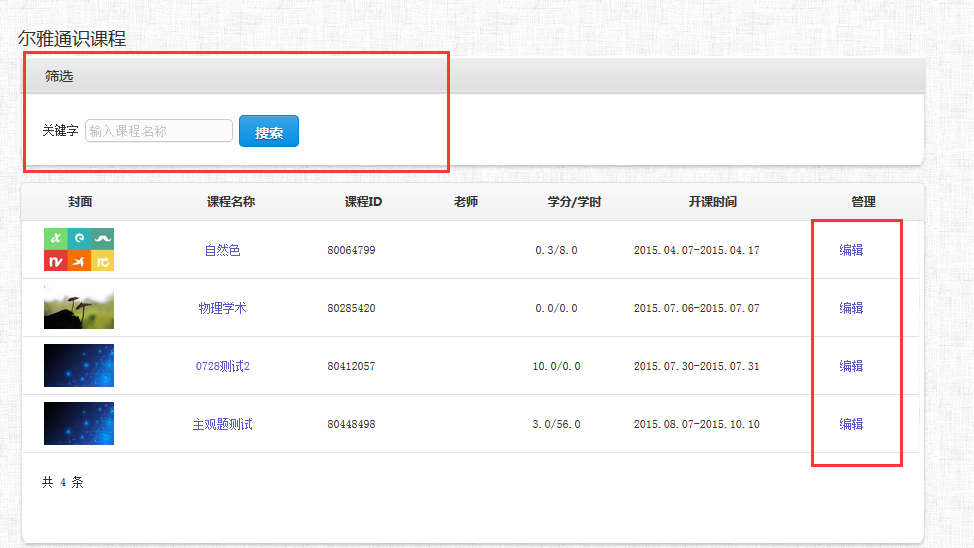 尔雅通识课程
筛选
关键字 输入课程名称 搜索
封面 课程名称 课程ID 老师 学分/学时 开课时间 管理
自然色 80064799 0.3/8.0 2015.04.07-2015.04.17 编辑
物理学术 80285420 0.0/0.0 2015.07.06-2015.07.07 编辑
0728测试2 80412057 10.0/0.0 2015.07.30-2015.07.31 编辑
主观题测试 80448498 3.0/56.0 2015.08.07-2015.10.10 编辑
共 4 条